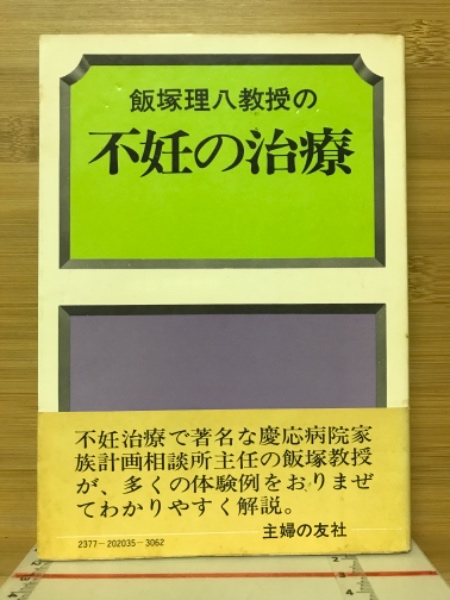 飯塚理八教授の
不妊の治療
不妊治療で著名な慶応病院家
族計画相談所主任の飯塚教授
が、多くの体験例をおりまぜ
てわかりやすく解説。
主婦の友社
2377-202035-3062